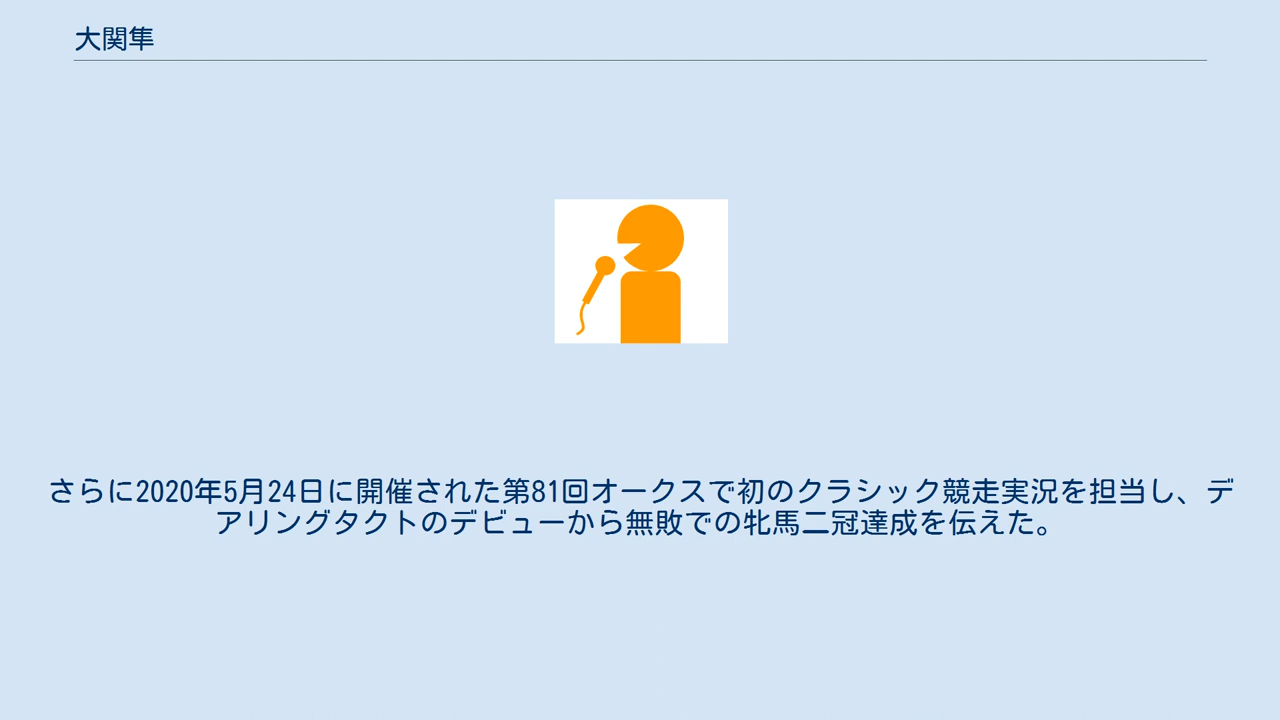 大関隼
さらに2020年5月24日に開催された第81回オークスで初のクラシック競走実況を担当し、デ
アリングタクトのデビューから無敗での牝馬二冠達成を伝えた。